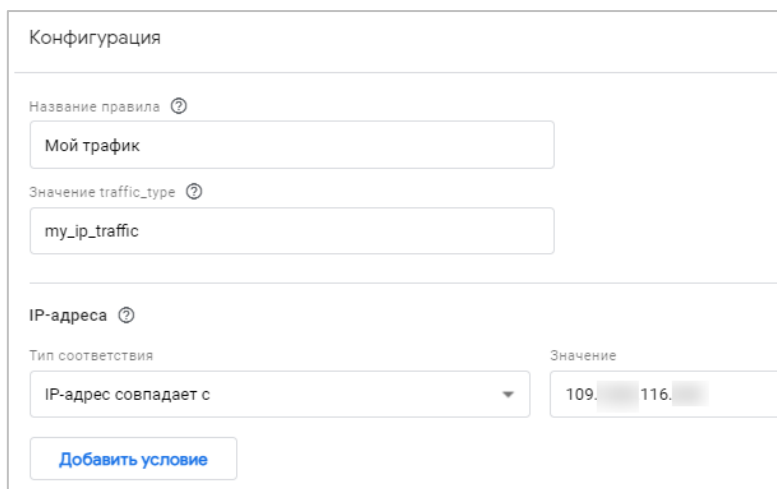 Конфигурация
Название правила
Мой трафик
Значение traffic_type
my_ip_traffic
IP-адреса
Тип соответствия
Значение
IP-адрес совпадает с
109. 116.
Добавить условие